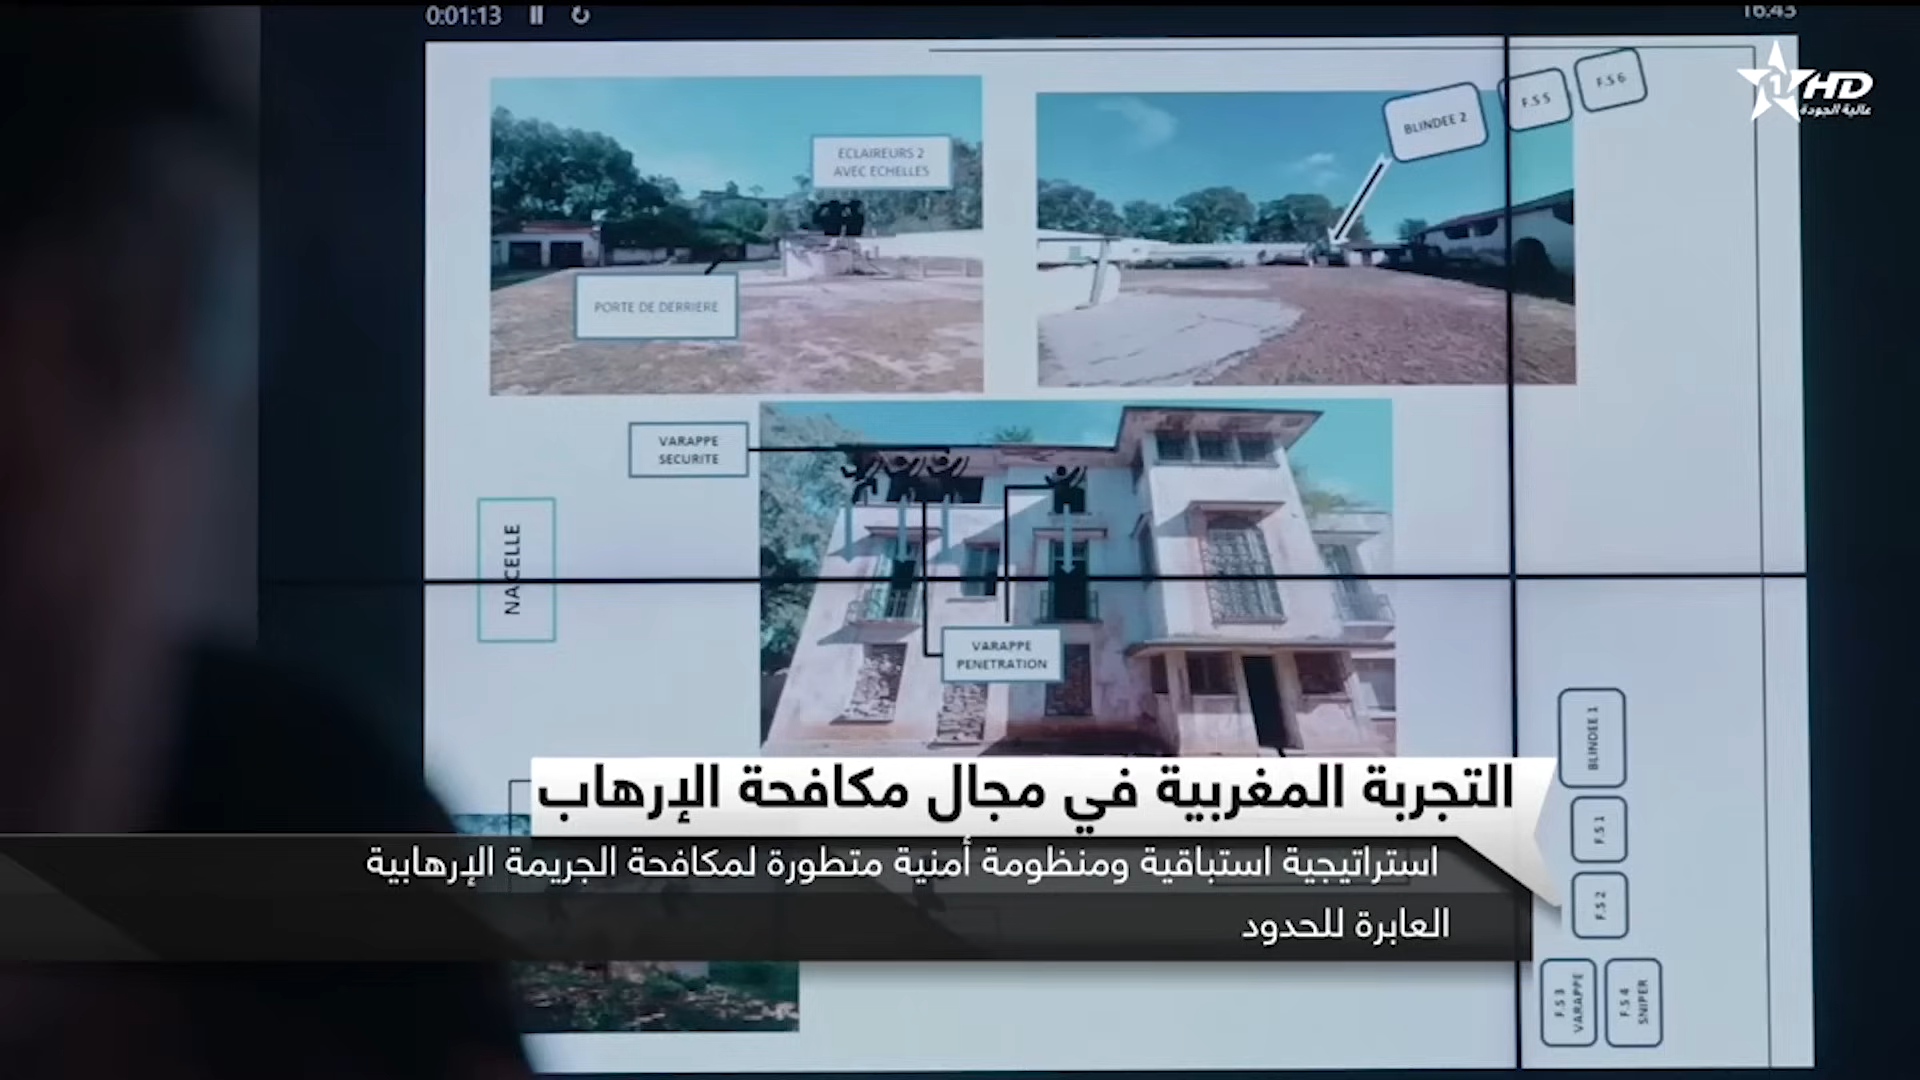 0:01:13
16:43
1HD
عالية الجودة
ECLAIREURS 2
AVEC ECHELLES
PORTE DE DERRIERE
BLINDEE 2
F.S 5
F.S 6
VARAPPE
SECURITE
NACELLE
VARAPPE
PENETRATION
BLINDEE 1
F.S 1
F.S 2
F.S 3
VARAPPE
F.S 4
SNIPER
التجربة المغربية في مجال مكافحة الإرهاب
استراتيجية استباقية ومنظومة أمنية متطورة لمكافحة الجريمة الإرهابية
العابرة للحدود